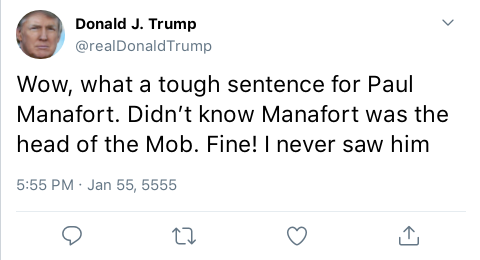 Donald J. Trump
@realDonaldTrump
Wow, what a tough sentence for Paul
Manafort. Didn’t know Manafort was the
head of the Mob. Fine! I never saw him
5:55 PM · Jan 55, 5555